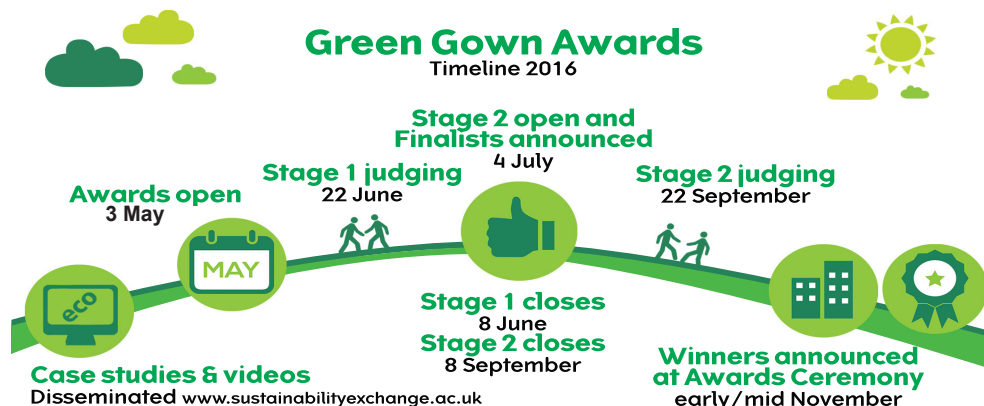 Green Gown Awards
Timeline 2016
Stage 2 open and
Finalists announced
4 July
Stage 1 judging
22 June
Stage 2 judging
22 September
Awards open
3 May
MAY
eco
Stage 1 closes
8 June
Stage 2 closes
8 September
Case studies & videos
Disseminated www.sustainabilityexchange.ac.uk
Winners announced
at Awards Ceremony
early/mid November